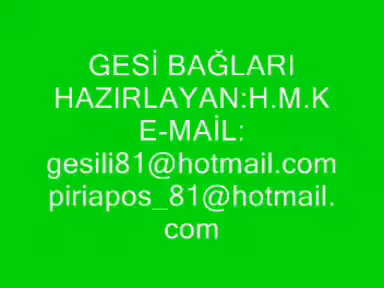 GESİ BAĞLARI
HAZIRLAYAN:H.M.K
E-MAİL:
gesili81@hotmail.com
piriapos_81@hotmail.
com